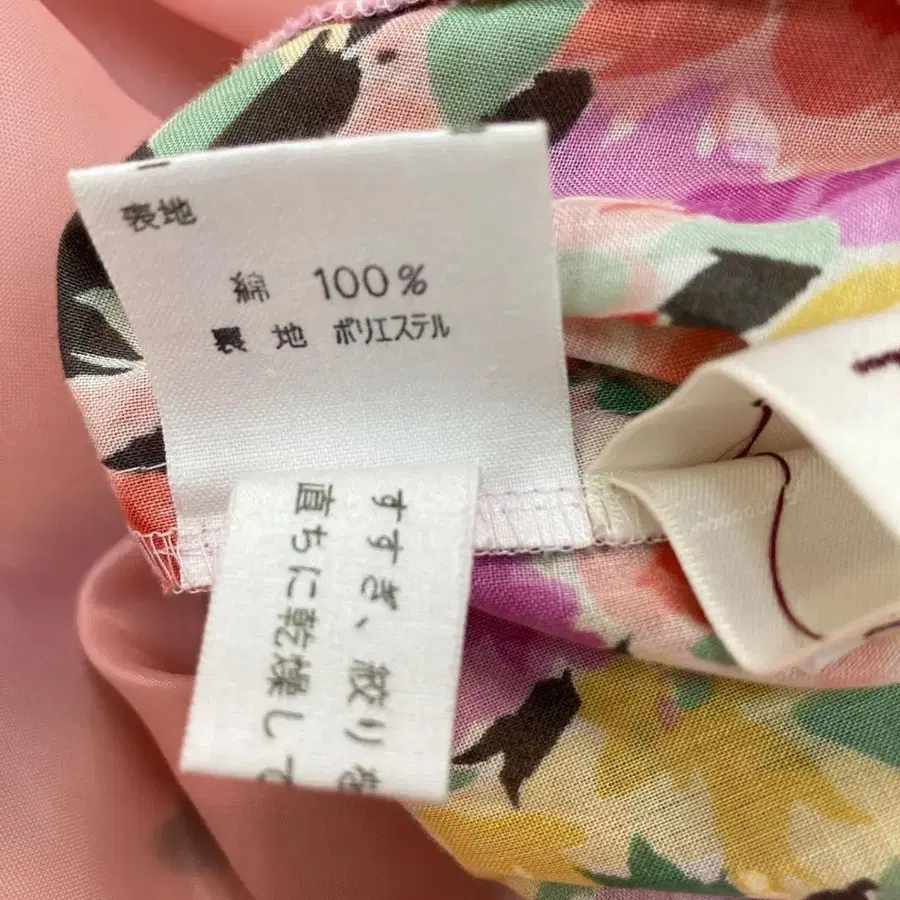 表地
綿 100%
裏地 ポリエステル
すすぎ、絞りを
直ちに乾燥して